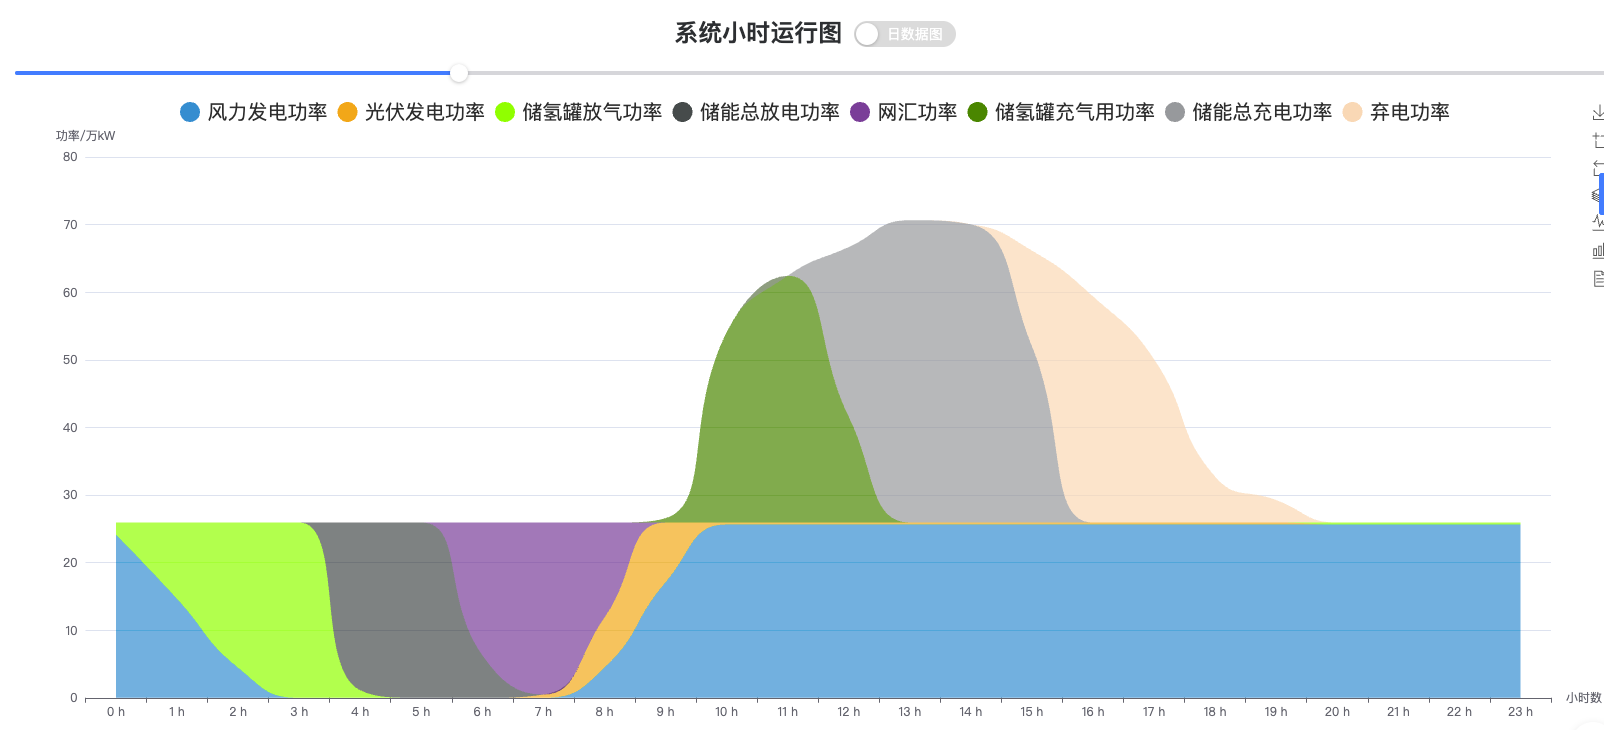 系统小时运行图 日数据图
风力发电功率 光伏发电功率 储氢罐放气功率 储能总放电功率 网汇功率 储氢罐充气用功率 储能总充电功率 弃电功率
功率/万kW
80
70
60
50
40
30
20
10
0
0 h 1 h 2 h 3 h 4 h 5 h 6 h 7 h 8 h 9 h 10 h 11 h 12 h 13 h 14 h 15 h 16 h 17 h 18 h 19 h 20 h 21 h 22 h 23 h
小时数